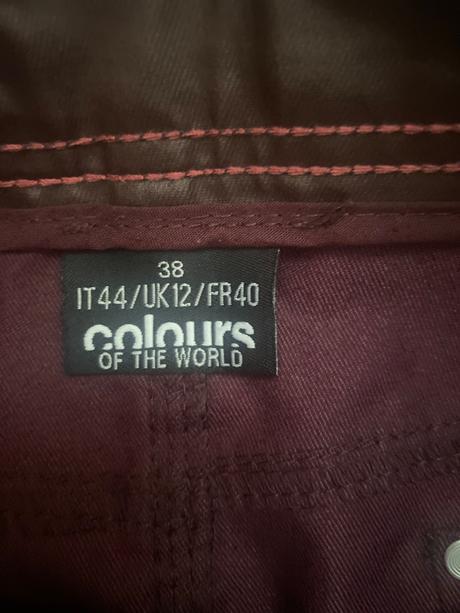 38
IT44/UK12/FR40
colours
OF THE WORLD